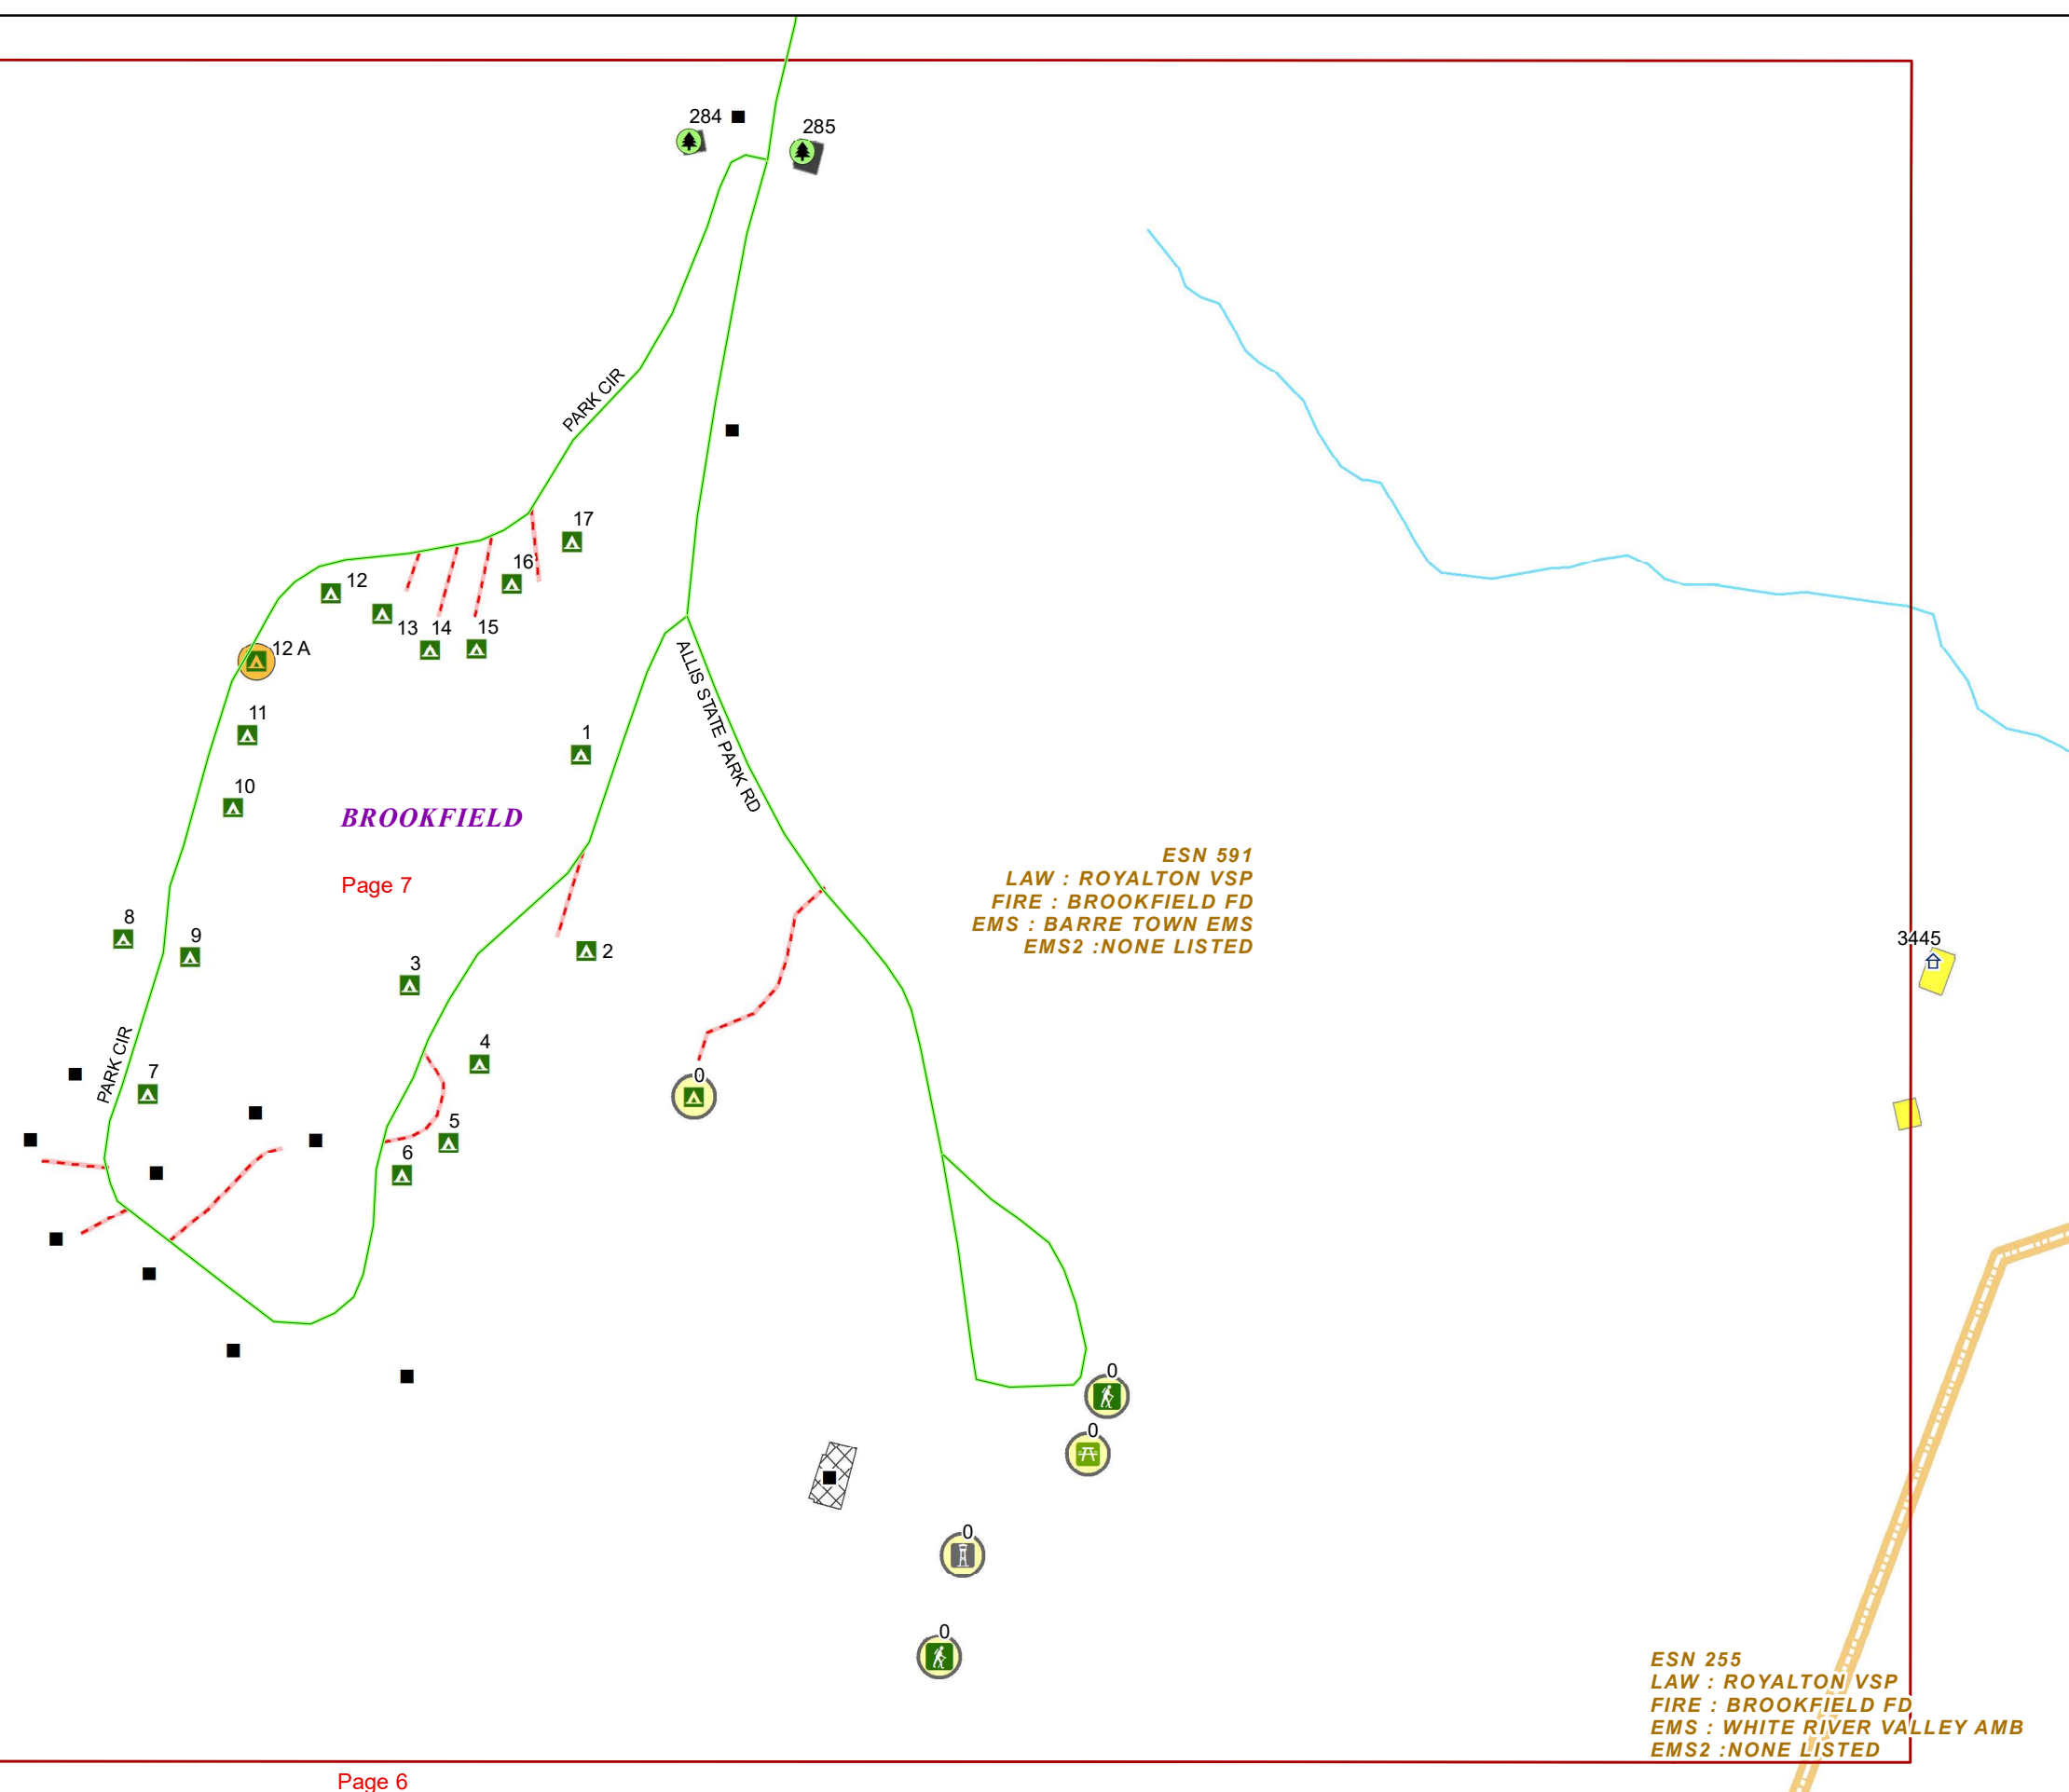 284
285
PARK CIR
17
16
12
13
14
15
12 A
ALLIS STATE PARK RD
11
1
10
BROOKFIELD
Page 7
ESN 591
LAW : ROYALTON VSP
FIRE : BROOKFIELD FD
EMS : BARRE TOWN EMS
EMS2 :NONE LISTED
8
9
2
3
3445
PARK CIR
4
7
0
5
6
0
0
0
0
ESN 255
LAW : ROYALTON VSP
FIRE : BROOKFIELD FD
EMS : WHITE RIVER VALLEY AMB
EMS2 :NONE LISTED
Page 6